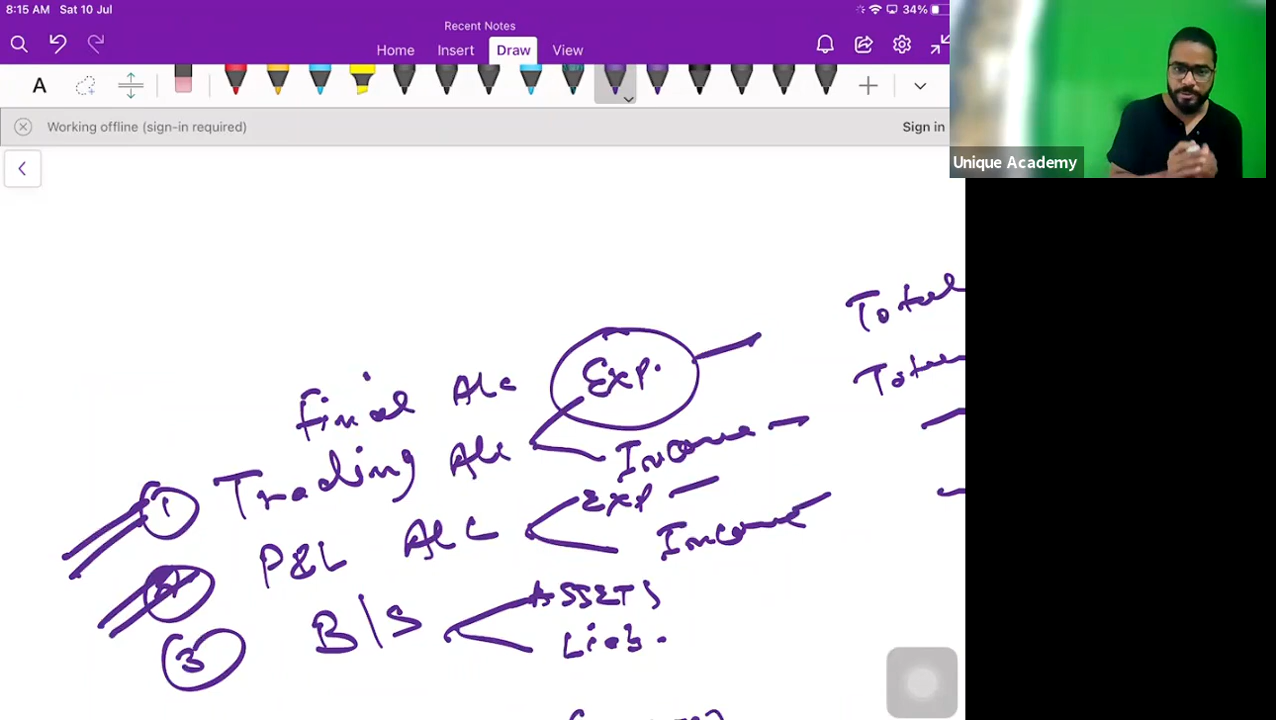 8:15 AM Sat 10 Jul
34%
Recent Notes
Home Insert Draw View
A
Working offline (sign-in required)
Sign in
Unique Academy
Total
Total
Final A/c
Exp.
1 Trading A/c
Income
Exp
P&L A/c
Income
3 B/S
ASSETS
Liab.